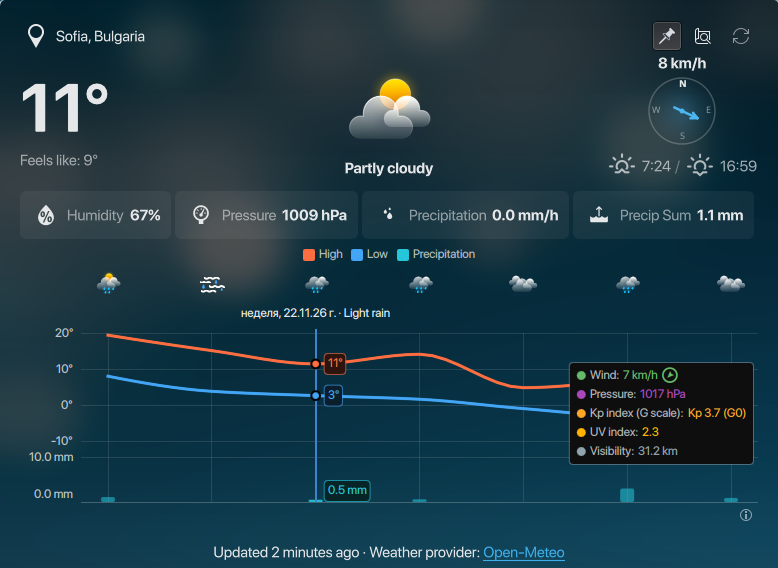 Sofia, Bulgaria
8 km/h
11°
N
W E
S
Feels like: 9°
Partly cloudy
7:24 / 16:59
Humidity 67%
Pressure 1009 hPa
Precipitation 0.0 mm/h
Precip Sum 1.1 mm
High Low Precipitation
неделя, 22.11.26 г. · Light rain
20°
10°
0°
-10°
10.0 mm
0.0 mm
11°
3°
0.5 mm
Wind: 7 km/h
Pressure: 1017 hPa
Kp index (G scale): Kp 3.7 (G0)
UV index: 2.3
Visibility: 31.2 km
Updated 2 minutes ago · Weather provider: Open-Meteo